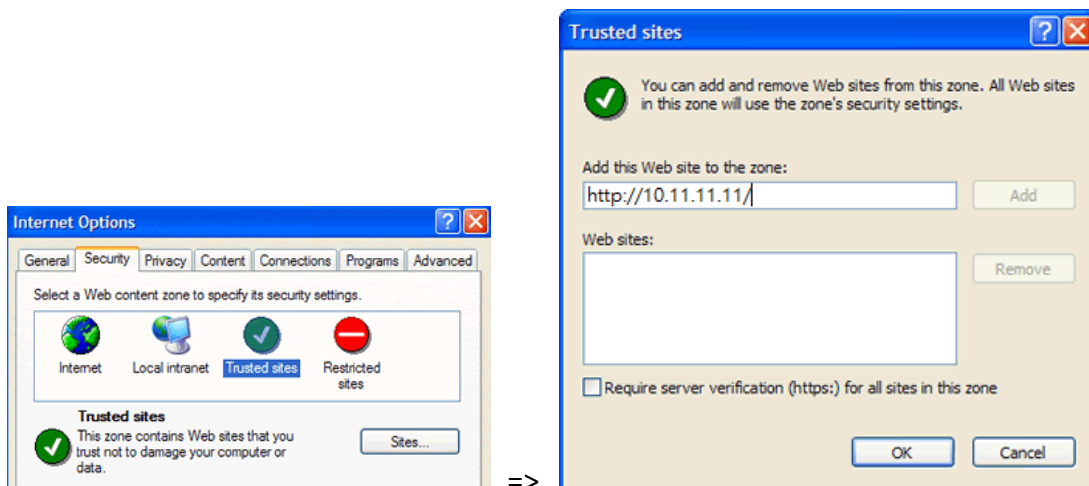 Internet Options
General Security Privacy Content Connections Programs Advanced
Select a Web content zone to specify its security settings.
Internet Local intranet Trusted sites Restricted
sites
Trusted sites
This zone contains Web sites that you
trust not to damage your computer or
data.
Sites...
=>
Trusted sites
You can add and remove Web sites from this zone. All Web sites
in this zone will use the zone's security settings.
Add this Web site to the zone:
http://10.11.11.11/
Add
Web sites:
Remove
Require server verification (https:) for all sites in this zone
OK Cancel